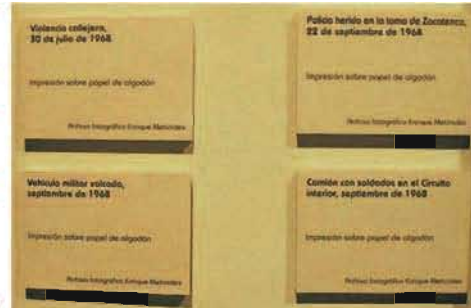 Violencia callejera,
30 de julio de 1968
Impresión sobre papel de algodón
Archivo fotográfico Enrique Metinides
Policía herido en la toma de Zacatenco,
22 de septiembre de 1968
Impresión sobre papel de algodón
Archivo fotográfico Enrique Metinides
Vehículo militar volcado,
septiembre de 1968
Impresión sobre papel de algodón
Archivo fotográfico Enrique Metinides
Camión con soldados en el Circuito
interior, septiembre de 1968
Impresión sobre papel de algodón
Archivo fotográfico Enrique Metinides